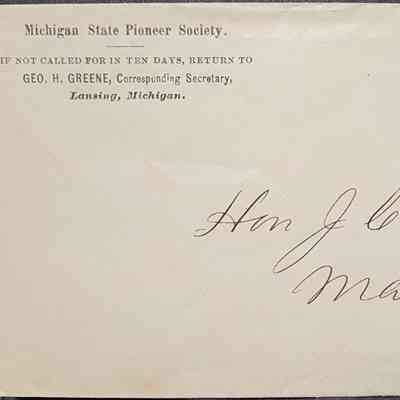 Michigan State Pioneer Society.
IF NOT CALLED FOR IN TEN DAYS, RETURN TO
GEO. H. GREENE, Corresponding Secretary,
Lansing, Michigan.
Hon J C
Ma